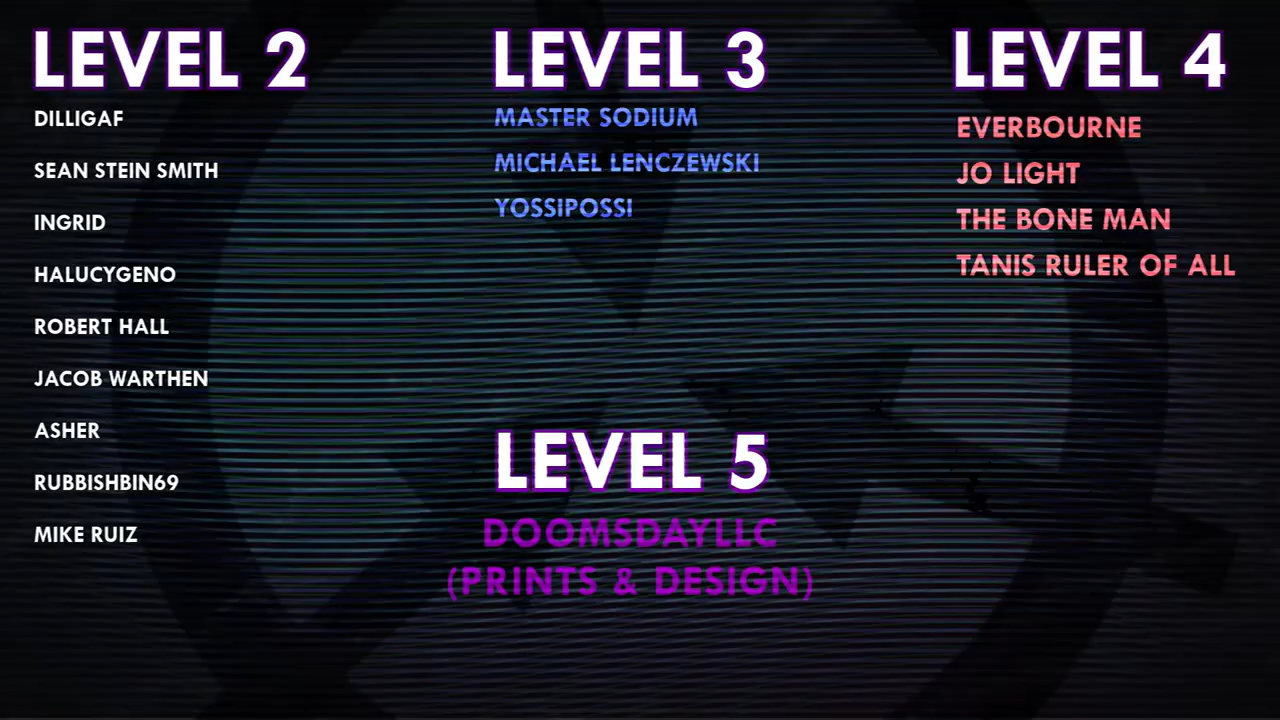 LEVEL 2
DILLIGAF
SEAN STEIN SMITH
INGRID
HALUCYGENO
ROBERT HALL
JACOB WARTHEN
ASHER
RUBBISHBIN69
MIKE RUIZ
LEVEL 3
MASTER SODIUM
MICHAEL LENCZEWSKI
YOSSIPOSSI
LEVEL 4
EVERBOURNE
JO LIGHT
THE BONE MAN
TANIS RULER OF ALL
LEVEL 5
DOOMSDAYLLC
(PRINTS & DESIGN)